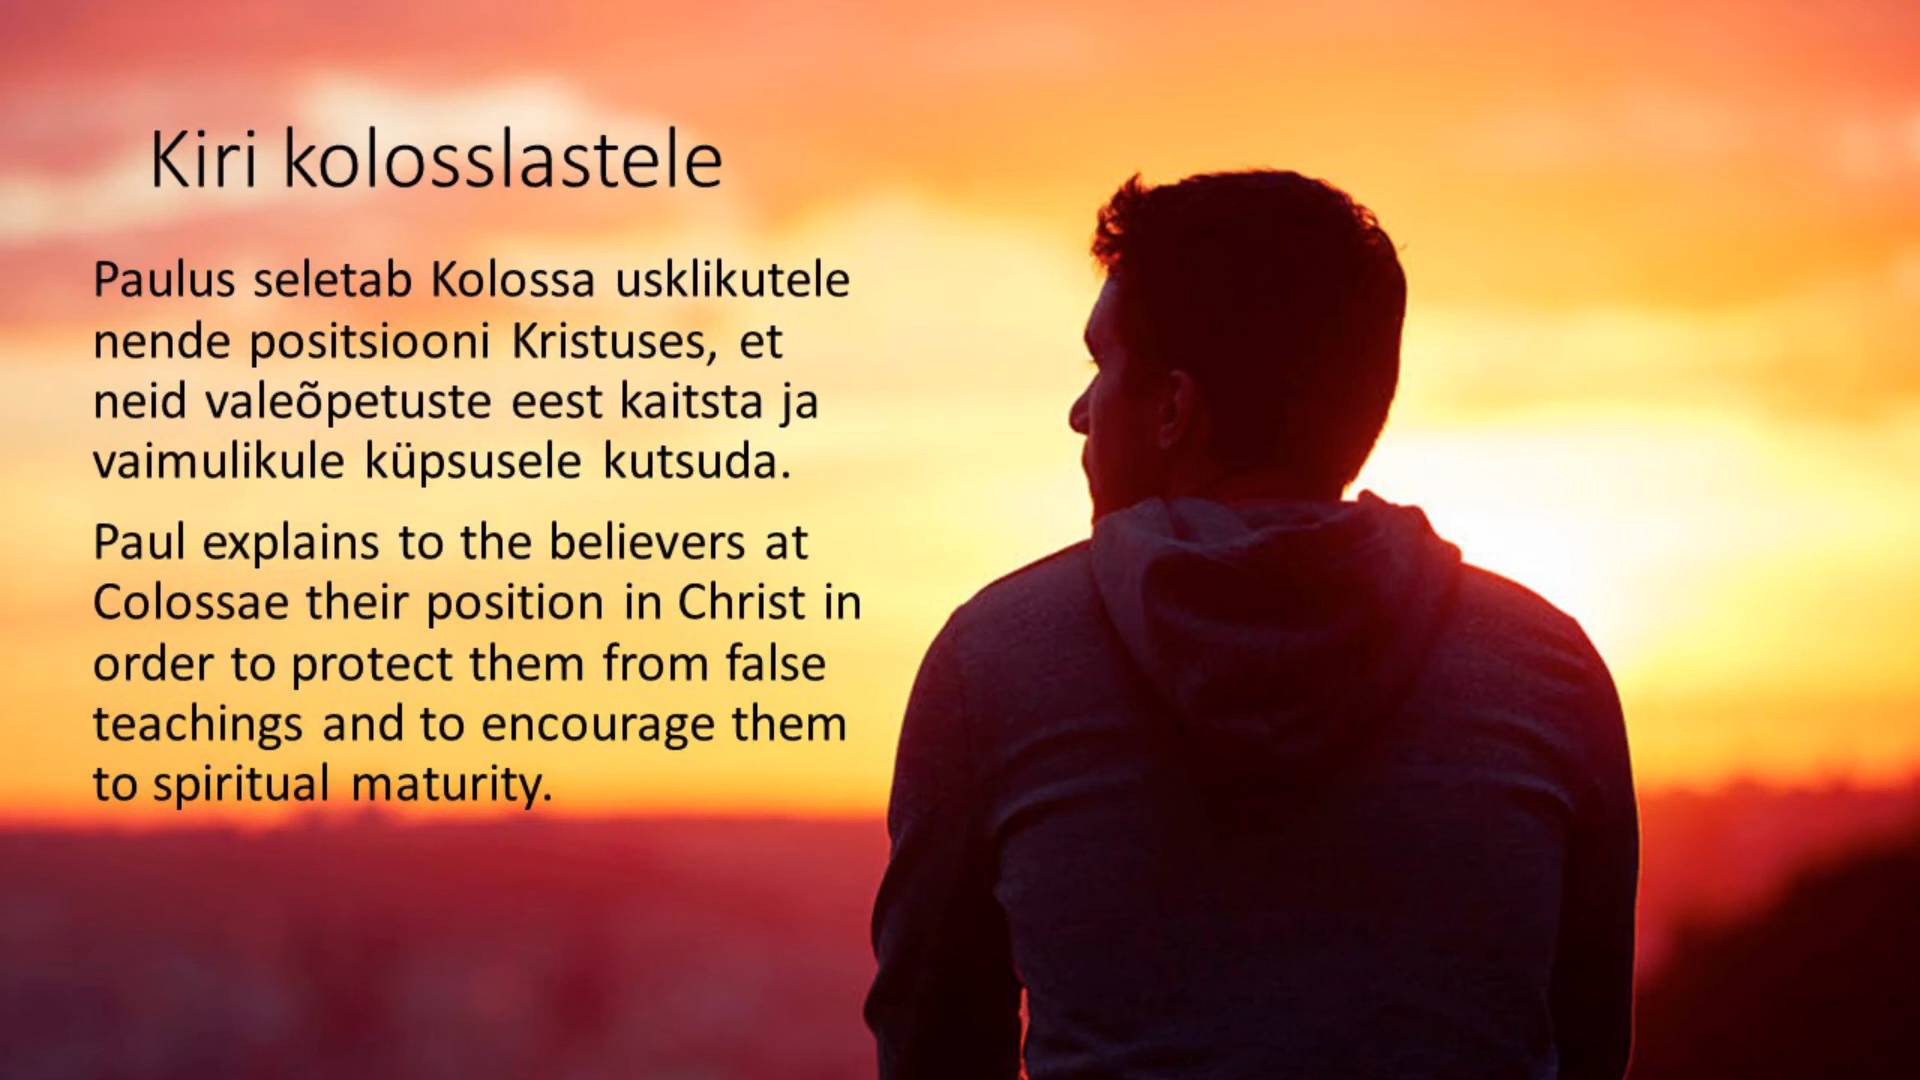 Kiri kolosslastele
Paulus seletab Kolossa usklikutele
nende positsiooni Kristuses, et
neid valeõpetuste eest kaitsta ja
vaimulikule küpsusele kutsuda.
Paul explains to the believers at
Colossae their position in Christ in
order to protect them from false
teachings and to encourage them
to spiritual maturity.